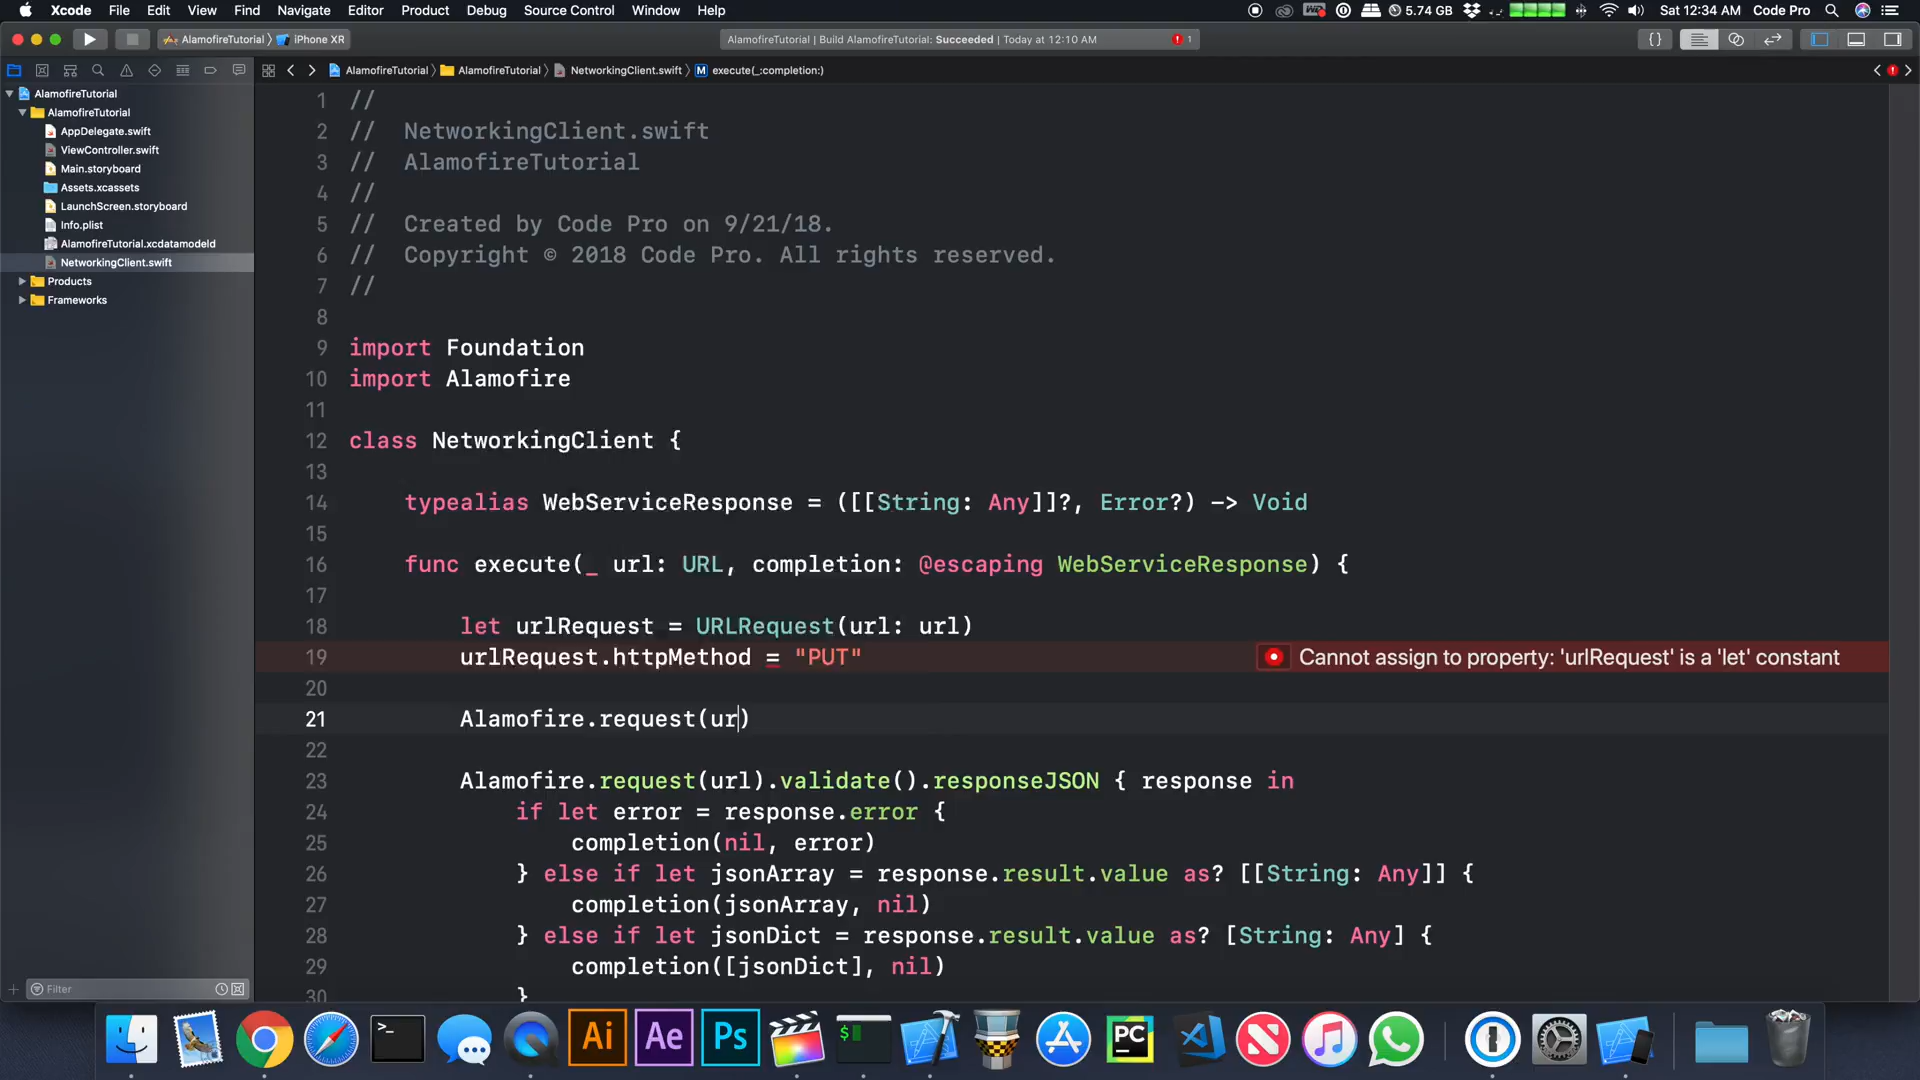 Xcode File Edit View Find Navigate Editor Product Debug Source Control Window Help
5.74 GB Sat 12:34 AM Code Pro
AlamofireTutorial iPhone XR
AlamofireTutorial | Build AlamofireTutorial: Succeeded | Today at 12:10 AM 1
AlamofireTutorial AlamofireTutorial NetworkingClient.swift M execute(_:completion:)
AlamofireTutorial
AlamofireTutorial
AppDelegate.swift
ViewController.swift
Main.storyboard
Assets.xcassets
LaunchScreen.storyboard
Info.plist
AlamofireTutorial.xcdatamodeld
NetworkingClient.swift
Products
Frameworks
Filter
1 //
2 // NetworkingClient.swift
3 // AlamofireTutorial
4 //
5 // Created by Code Pro on 9/21/18.
6 // Copyright © 2018 Code Pro. All rights reserved.
7 //
8
9 import Foundation
10 import Alamofire
11
12 class NetworkingClient {
13
14 typealias WebServiceResponse = ([[String: Any]]?, Error?) -> Void
15
16 func execute(_ url: URL, completion: @escaping WebServiceResponse) {
17
18 let urlRequest = URLRequest(url: url)
19 urlRequest.httpMethod = "PUT" Cannot assign to property: 'urlRequest' is a 'let' constant
20
21 Alamofire.request(ur)
22
23 Alamofire.request(url).validate().responseJSON { response in
24 if let error = response.error {
25 completion(nil, error)
26 } else if let jsonArray = response.result.value as? [[String: Any]] {
27 completion(jsonArray, nil)
28 } else if let jsonDict = response.result.value as? [String: Any] {
29 completion([jsonDict], nil)
30 }
>_ Ai Ae Ps $ PC